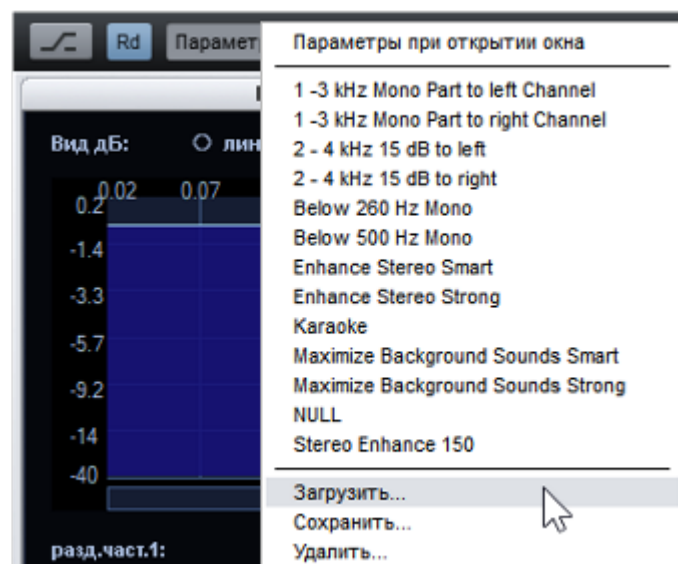 Rd Парамет
Параметры при открытии окна
1 -3 kHz Mono Part to left Channel
1 -3 kHz Mono Part to right Channel
2 - 4 kHz 15 dB to left
2 - 4 kHz 15 dB to right
Below 260 Hz Mono
Below 500 Hz Mono
Enhance Stereo Smart
Enhance Stereo Strong
Karaoke
Maximize Background Sounds Smart
Maximize Background Sounds Strong
NULL
Stereo Enhance 150
Загрузить...
Сохранить...
Удалить...
Вид дБ: лин
0.02 0.07
0.2
-1.4
-3.3
-5.7
-9.2
-14
-40
разд.част.1: